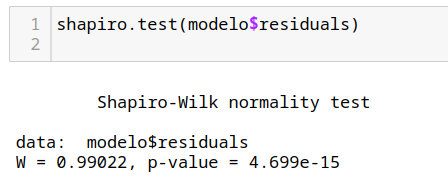 1 shapiro.test(modelo$residuals)
2
Shapiro-Wilk normality test
data:  modelo$residuals
W = 0.99022, p-value = 4.699e-15